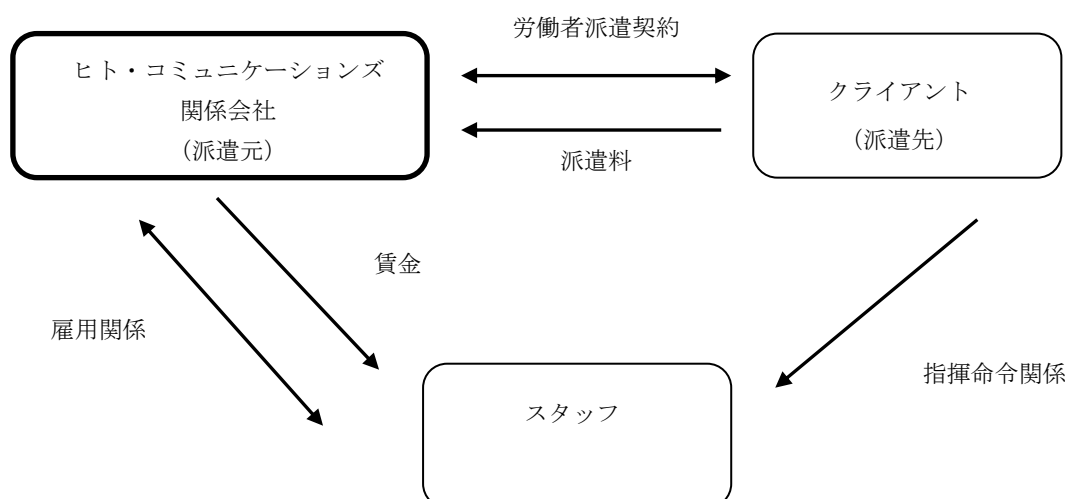 労働者派遣契約
ヒト・コミュニケーションズ
関係会社
(派遣元)
クライアント
(派遣先)
派遣料
賃金
雇用関係
指揮命令関係
スタッフ